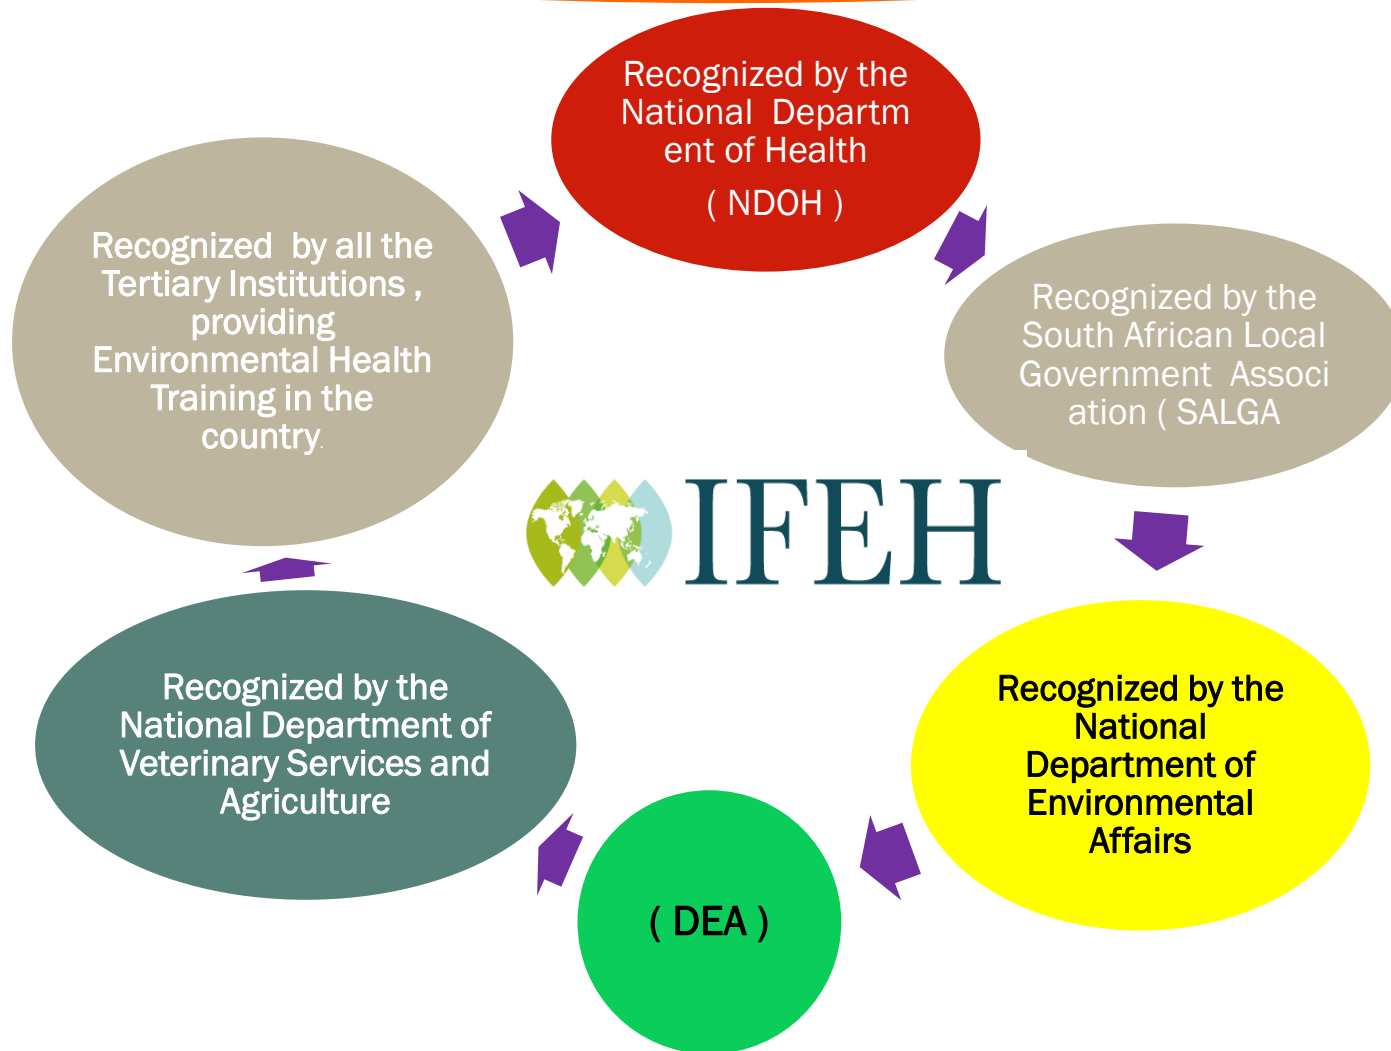 Recognized by the
National  Departm
ent of Health
( NDOH )
Recognized by the
South African Local
Government  Associ
ation ( SALGA
Recognized by the
National
Department of
Environmental
Affairs
( DEA )
Recognized by the
National Department of
Veterinary Services and
Agriculture
Recognized  by all the
Tertiary Institutions ,
providing
Environmental Health
Training in the
country.
IFEH